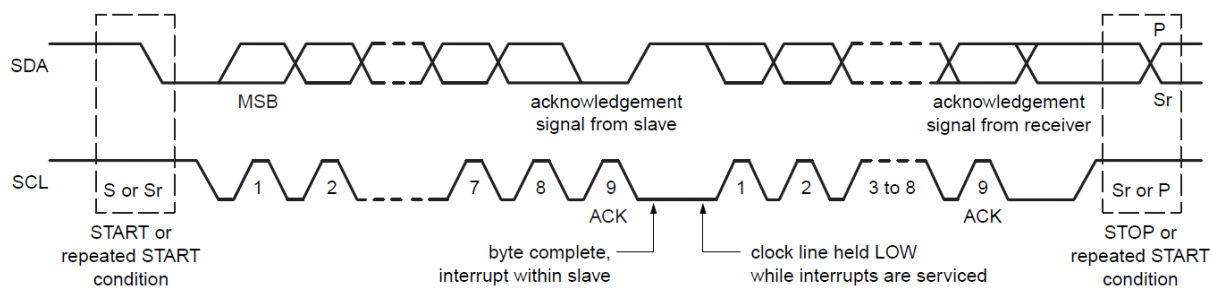 P
SDA
MSB
acknowledgement
signal from slave
acknowledgement
signal from receiver
Sr
SCL
S or Sr
1
2
7
8
9
1
2
3 to 8
9
Sr or P
ACK
ACK
START or
repeated START
condition
byte complete,
interrupt within slave
clock line held LOW
while interrupts are serviced
STOP or
repeated START
condition